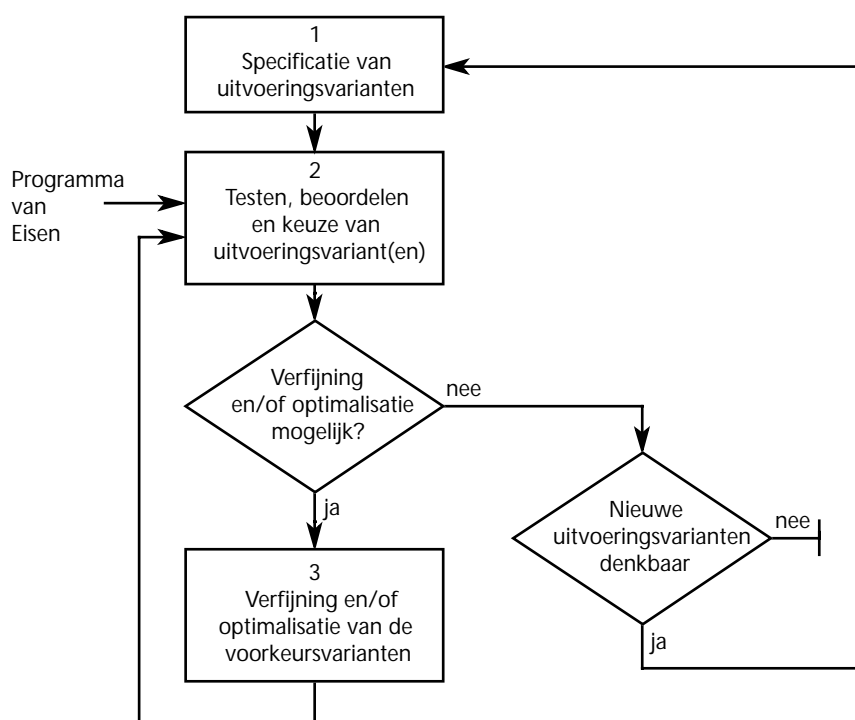 1
Specificatie van
uitvoeringsvarianten
Programma
van
Eisen
2
Testen, beoordelen
en keuze van
uitvoeringsvariant(en)
Verfijning
en/of optimalisatie
mogelijk?
nee
ja
Nieuwe
uitvoeringsvarianten
denkbaar
nee
ja
3
Verfijning en/of
optimalisatie van de
voorkeursvarianten